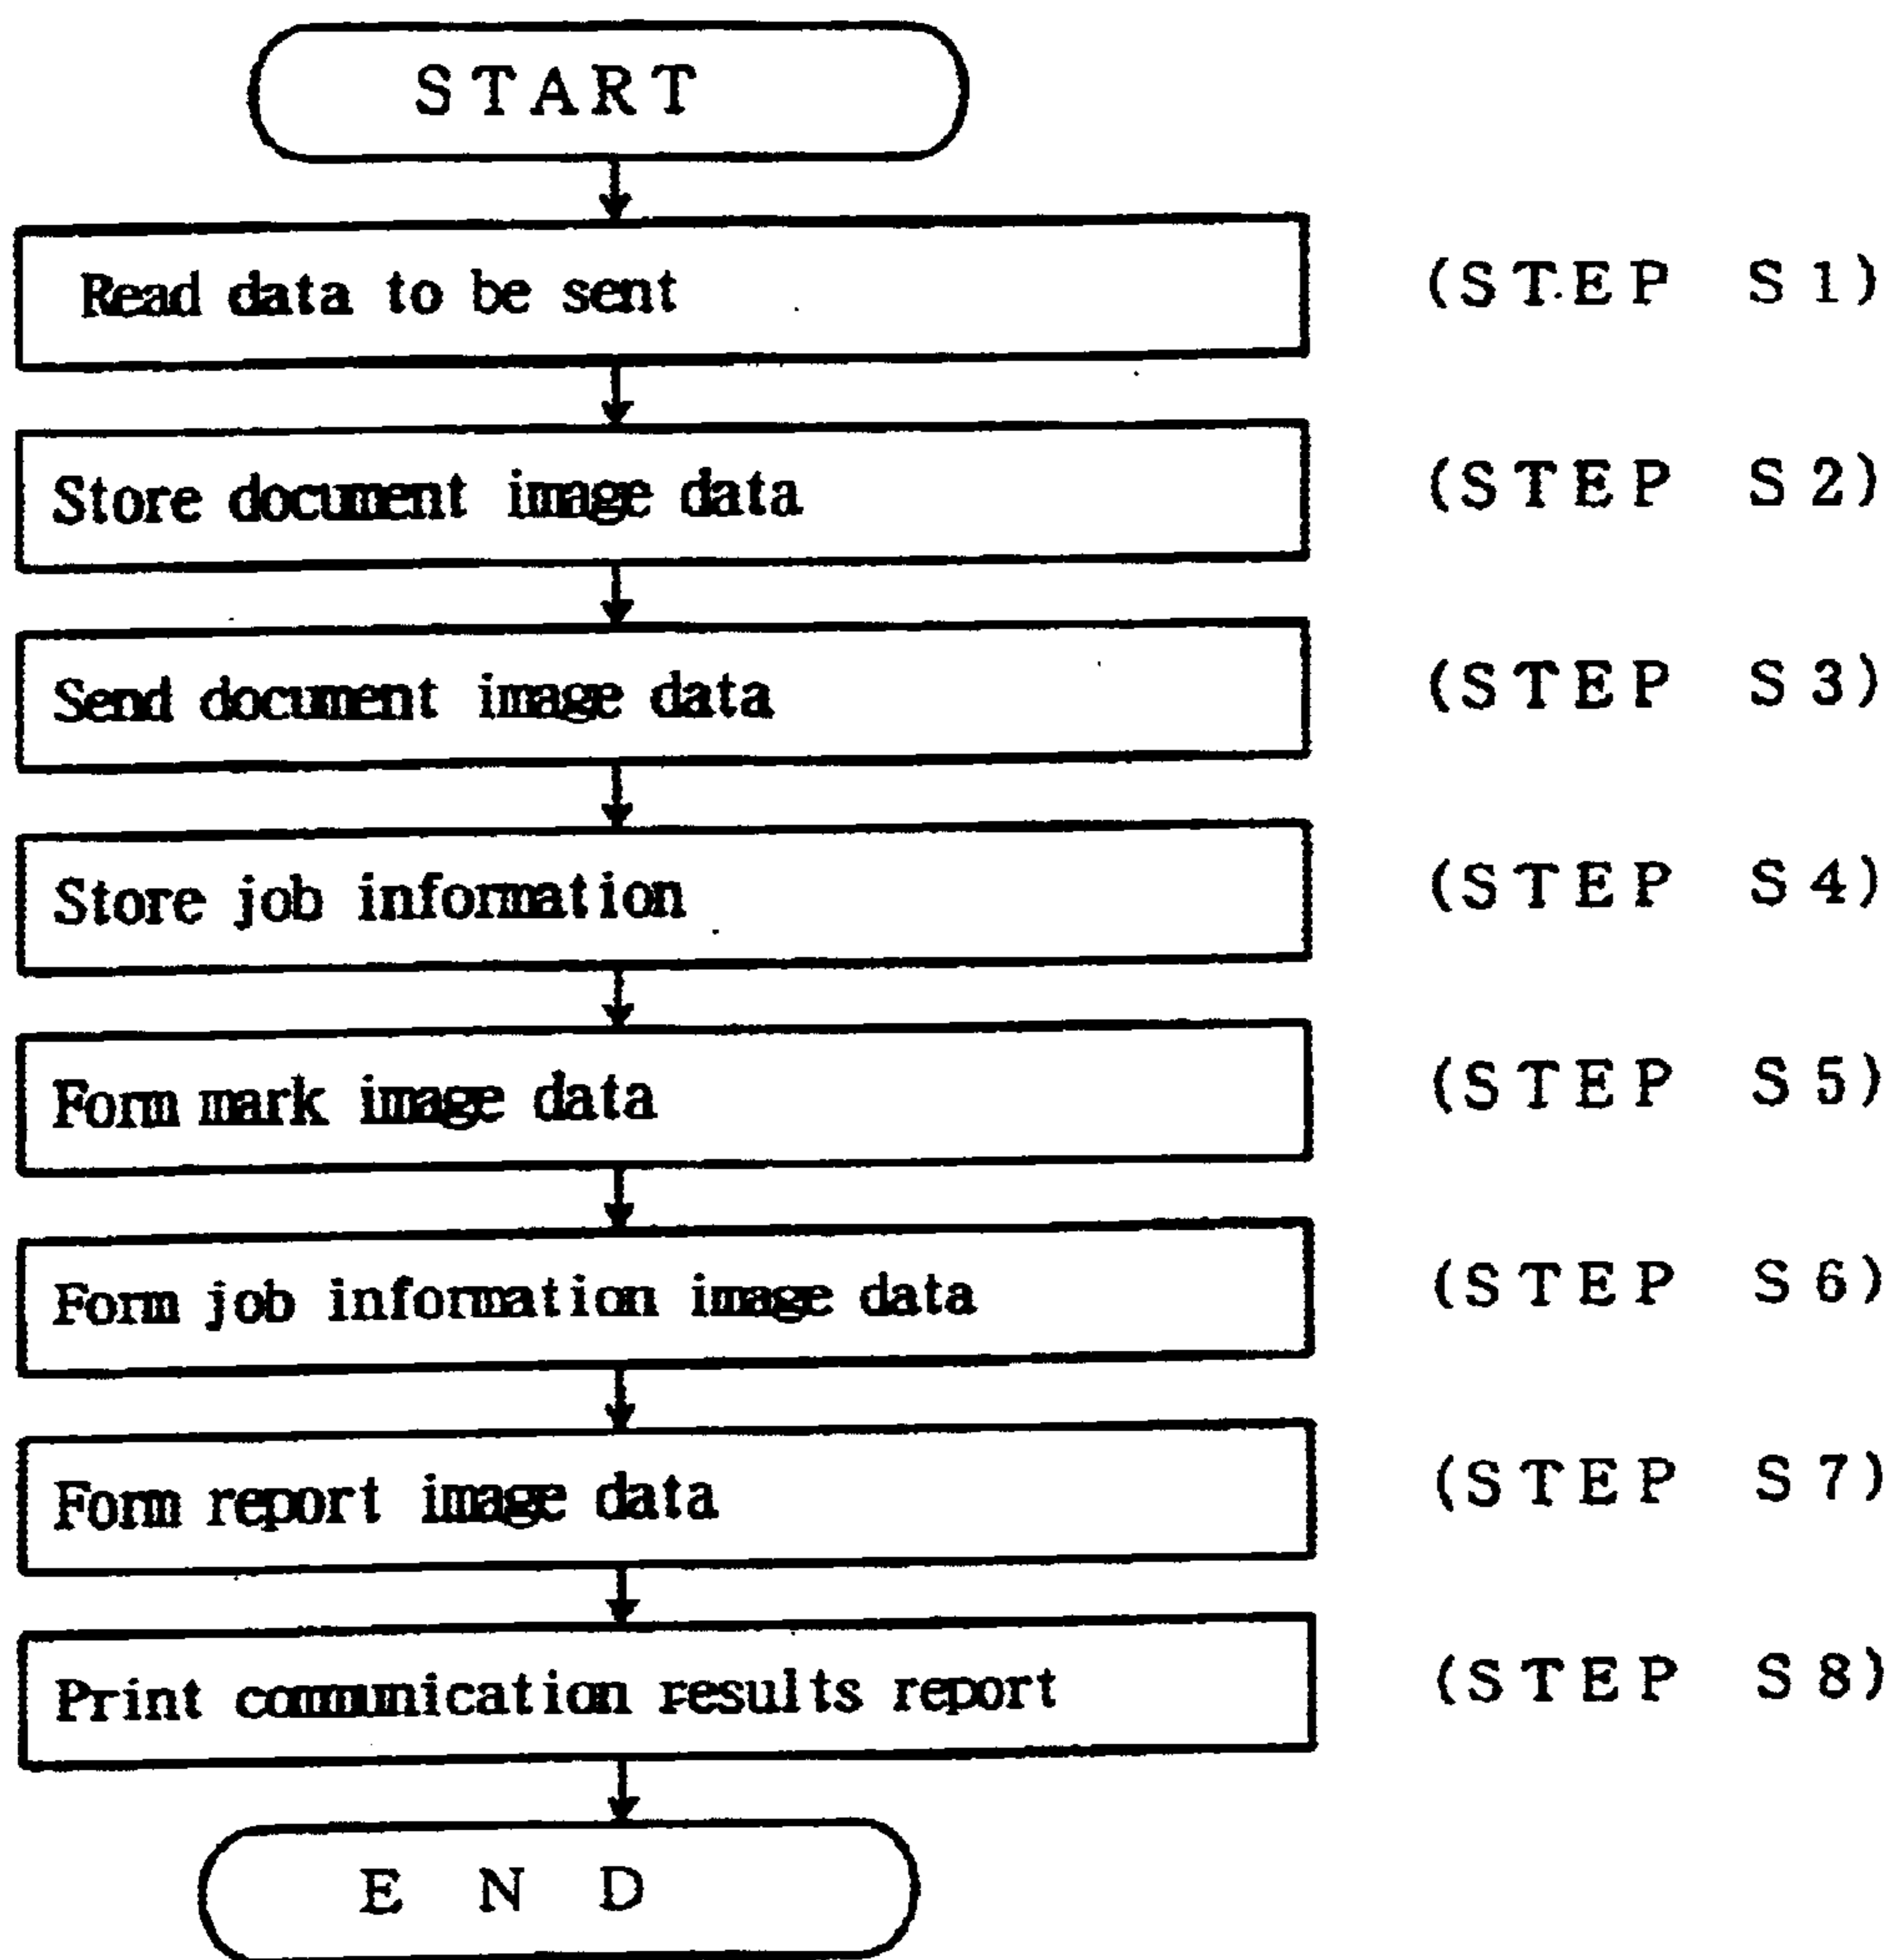 START
Read data to be sent (STEP S1)
Store document image data (STEP S2)
Send document image data (STEP S3)
Store job information (STEP S4)
Form mark image data (STEP S5)
Form job information image data (STEP S6)
Form report image data (STEP S7)
Print communication results report (STEP S8)
END